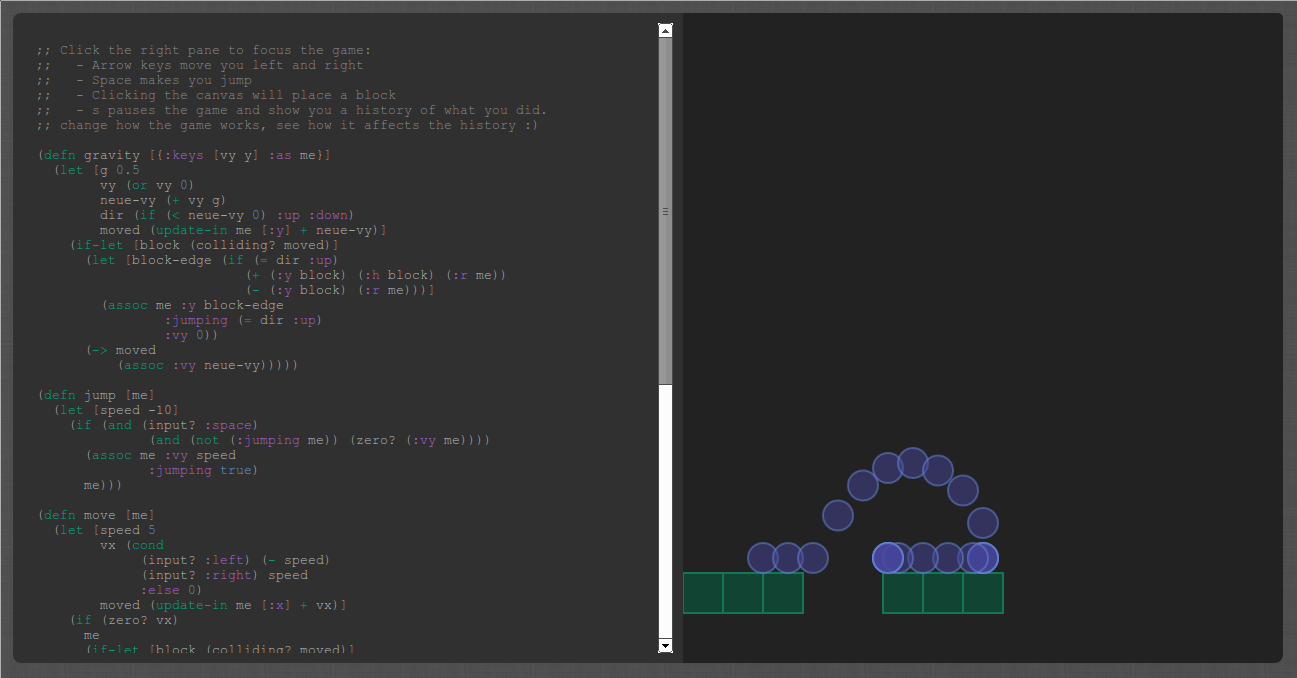 ;; Click the right pane to focus the game:
;;   - Arrow keys move you left and right
;;   - Space makes you jump
;;   - Clicking the canvas will place a block
;;   - s pauses the game and show you a history of what you did.
;; change how the game works, see how it affects the history :)

(defn gravity [{:keys [vy y] :as me}]
  (let [g 0.5
        vy (or vy 0)
        neue-vy (+ vy g)
        dir (if (< neue-vy 0) :up :down)
        moved (update-in me [:y] + neue-vy)]
    (if-let [block (colliding? moved)]
      (let [block-edge (if (= dir :up)
                          (+ (:y block) (:h block) (:r me))
                          (- (:y block) (:r me)))]
        (assoc me :y block-edge
                :jumping (= dir :up)
                :vy 0))
      (-> moved
          (assoc :vy neue-vy)))))

(defn jump [me]
  (let [speed -10]
    (if (and (input? :space)
              (and (not (:jumping me)) (zero? (:vy me))))
      (assoc me :vy speed
              :jumping true)
      me)))

(defn move [me]
  (let [speed 5
        vx (cond
             (input? :left) (- speed)
             (input? :right) speed
             :else 0)
        moved (update-in me [:x] + vx)]
    (if (zero? vx)
      me
      (if-let [block (colliding? moved)]